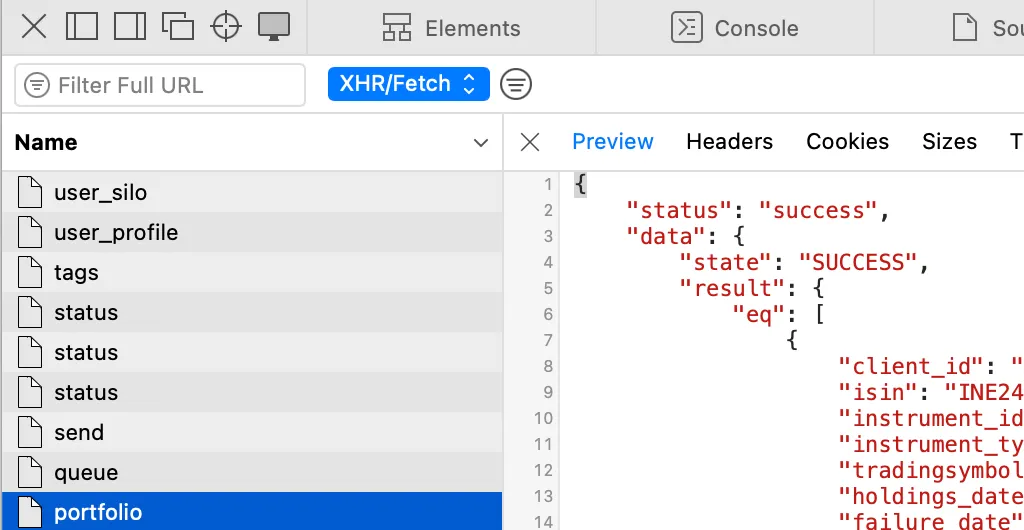 Elements
Console
Sou
Filter Full URL
XHR/Fetch
Name
Preview Headers Cookies Sizes T
user_silo
user_profile
tags
status
status
status
send
queue
portfolio
1 {
2 "status": "success",
3 "data": {
4 "state": "SUCCESS",
5 "result": {
6 "eq": [
7 {
8 "client_id": "
9 "isin": "INE24
10 "instrument_id
11 "instrument_ty
12 "tradingsymbol
13 "holdings_date
14 "failure_date"